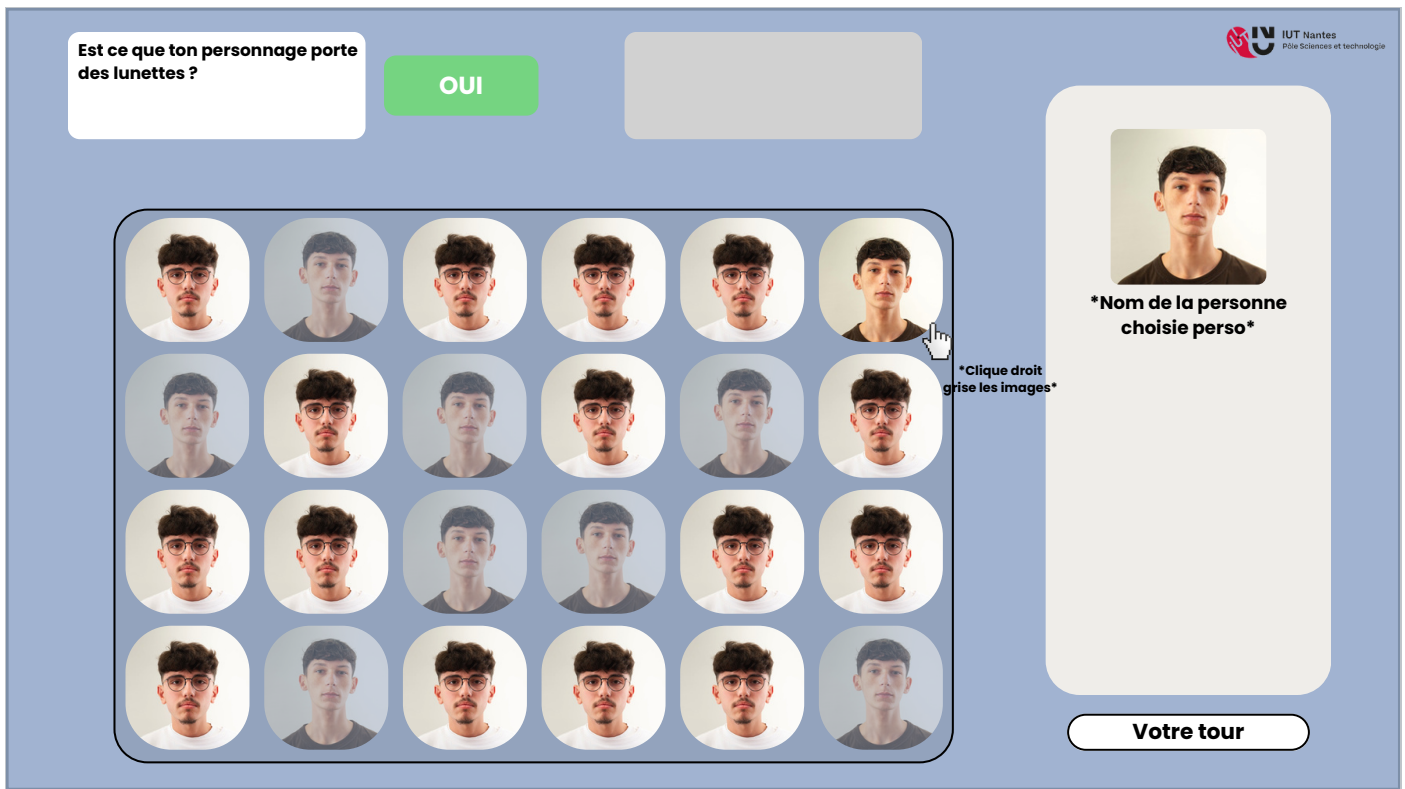 Est ce que ton personnage porte
des lunettes ?
OUI
IUT Nantes
Pôle Sciences et technologie
*Nom de la personne
choisie perso*
*Clique droit
grise les images*
Votre tour